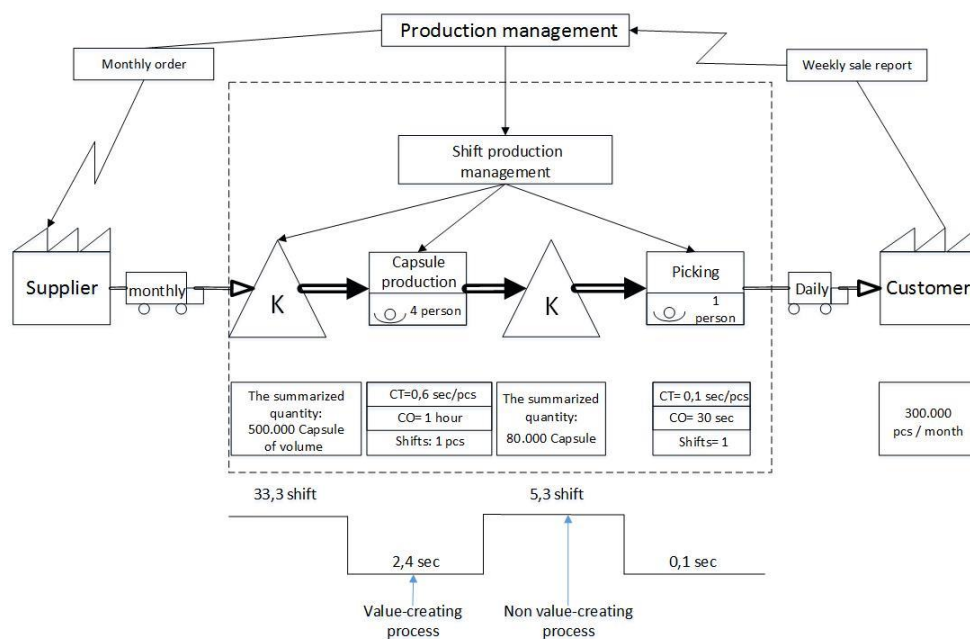 Production management
Monthly order
Weekly sale report
Shift production
management
Supplier
monthly
K
Capsule
production
4 person
K
Picking
1
person
Daily
Customer
The summarized
quantity:
500.000 Capsule
of volume
CT=0,6 sec/pcs
CO= 1 hour
Shifts: 1 pcs
The summarized
quantity:
80.000 Capsule
CT= 0,1 sec/pcs
CO= 30 sec
Shifts= 1
300.000
pcs / month
33,3 shift
5,3 shift
2,4 sec
0,1 sec
Value-creating
process
Non value-creating
process